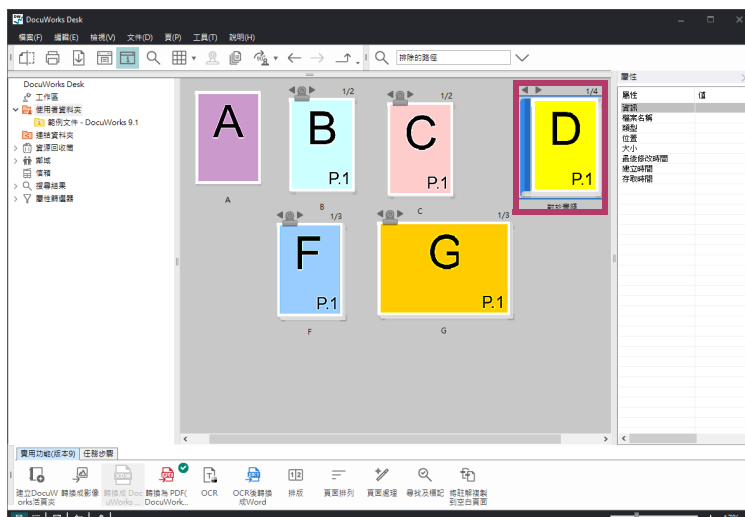 DocuWorks Desk
檔案(F) 編輯(E) 檢視(V) 文件(D) 頁(P) 工具(T) 說明(H)
排除的路徑
DocuWorks Desk
工作區
使用者資料夾
範例文件 - DocuWorks 9.1
連結資料夾
資源回收筒
鄰域
信箱
搜尋結果
屬性篩選器
A
A
1/2
B
P.1
B
1/2
C
P.1
C
1/4
D
P.1
1/3
F
P.1
F
1/3
G
P.1
G
屬性
屬性 值
資訊
檔案名稱
類型
位置
大小
最後修改時間
建立時間
存取時間
實用功能(版本9) 任務步驟
建立DocuW
orks活頁夾
轉換成影像
轉換成 Doc
uWorks ...
轉換為 PDF(
DocuWork...
OCR
OCR後轉換
成Word
排版
頁面排列
頁面處理
尋找及標記
將註解複製
到空白頁面